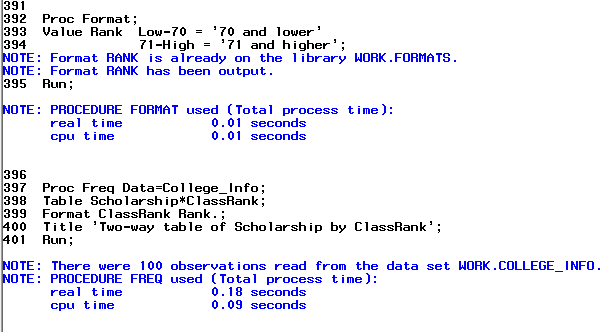 391
392  Proc Format;
393  Value Rank  Low-70 = '70 and lower'
394              71-High = '71 and higher';
NOTE: Format RANK is already on the library WORK.FORMATS.
NOTE: Format RANK has been output.
395  Run;
NOTE: PROCEDURE FORMAT used (Total process time):
      real time           0.01 seconds
      cpu time            0.01 seconds
396
397  Proc Freq Data=College_Info;
398  Table Scholarship*ClassRank;
399  Format ClassRank Rank.;
400  Title 'Two-way table of Scholarship by ClassRank';
401  Run;
NOTE: There were 100 observations read from the data set WORK.COLLEGE_INFO.
NOTE: PROCEDURE FREQ used (Total process time):
      real time           0.18 seconds
      cpu time            0.09 seconds